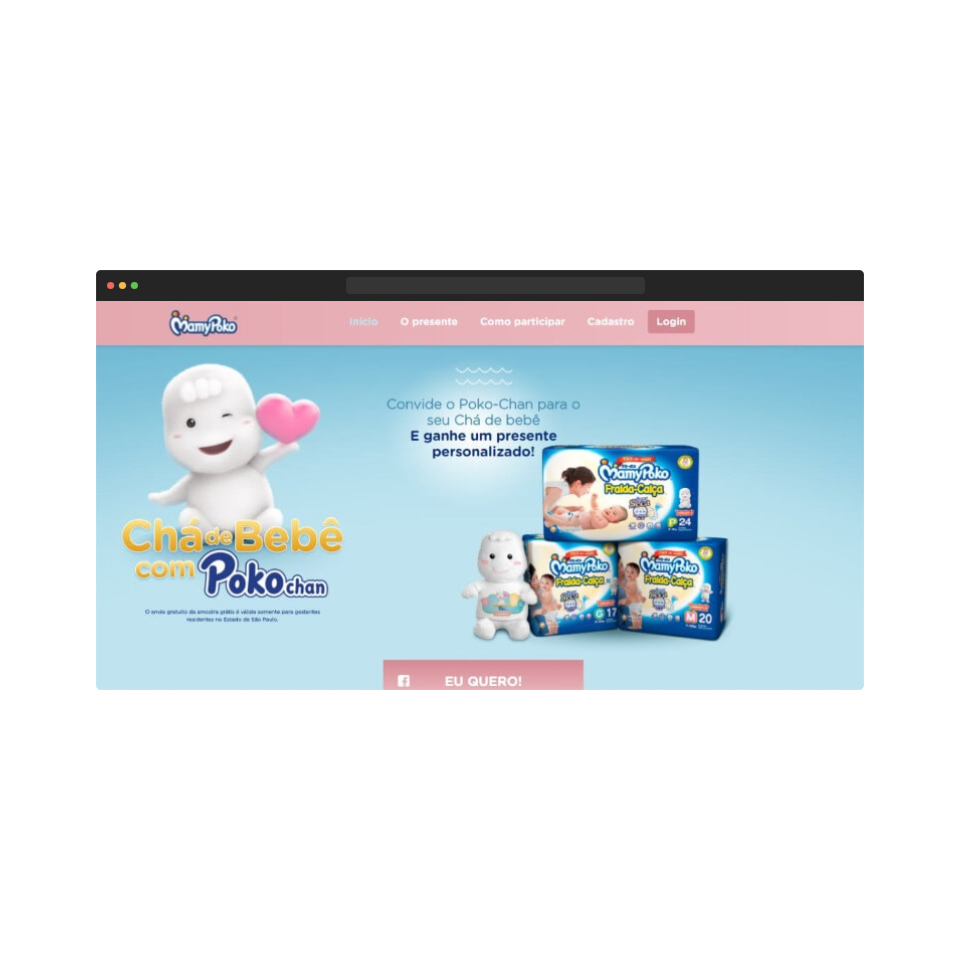 MamyPoko
Início
O presente
Como participar
Cadastro
Login
Convide o Poko-Chan para o
seu Chá de bebê
E ganhe um presente
personalizado!
Chá de Bebê
com Poko chan
O envio gratuito da amostra grátis é válida somente para gestantes
residentes no Estado de São Paulo.
MamyPoko
Fralda-Calça
P 24
MamyPoko
Fralda-Calça
G 17
MamyPoko
Fralda-Calça
M 20
EU QUERO!